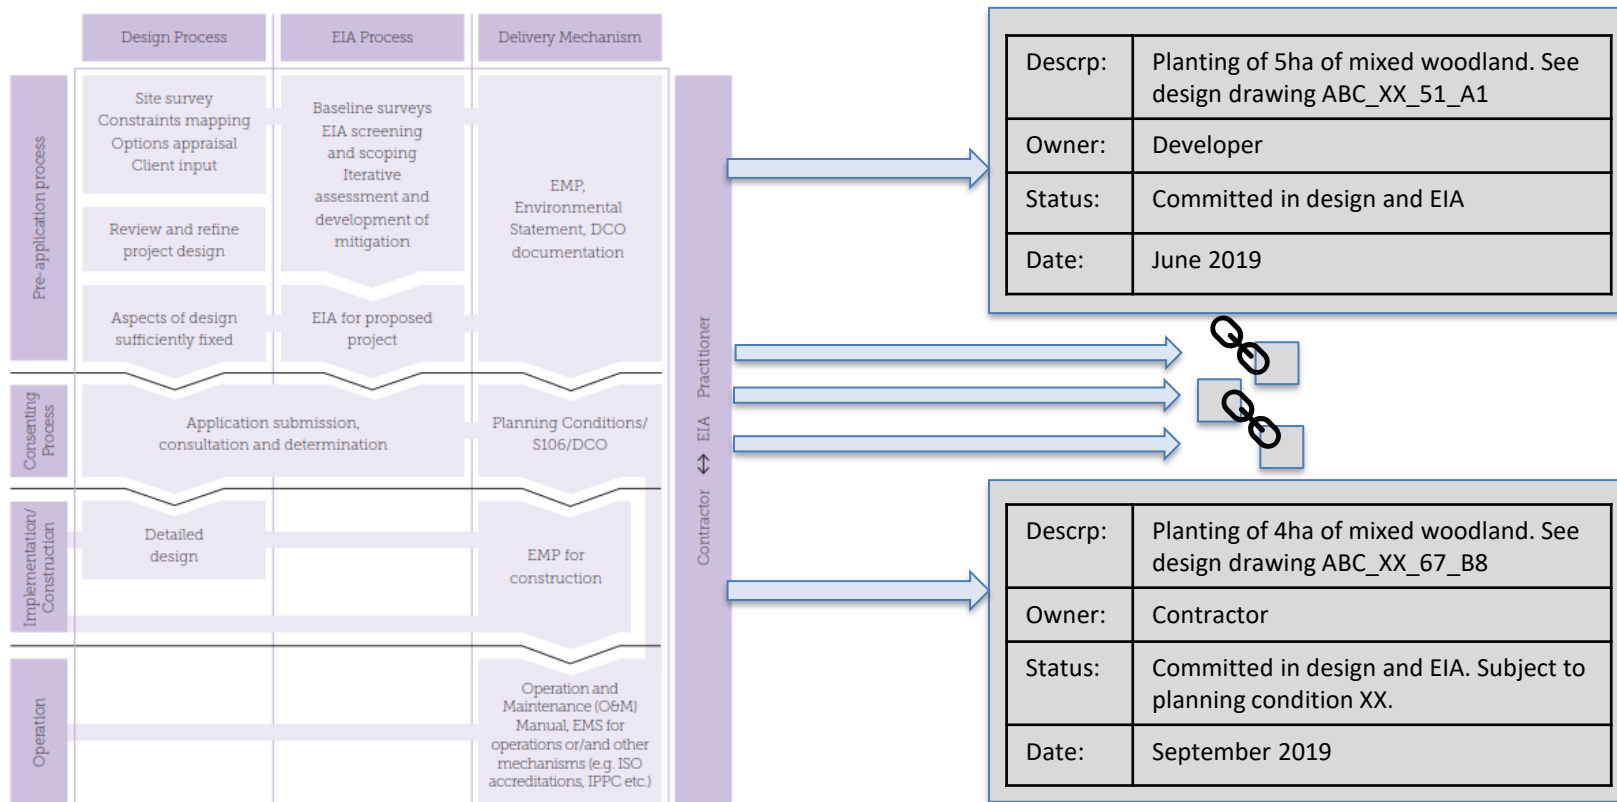 Design Process
EIA Process
Delivery Mechanism
Pre-application process
Site survey
Constraints mapping
Options appraisal
Client input
Review and refine
project design
Aspects of design
sufficiently fixed
Baseline surveys
EIA screening
and scoping
Iterative
assessment and
development of
mitigation
EIA for proposed
project
EMP,
Environmental
Statement, DCO
documentation
Consenting
Process
Application submission,
consultation and determination
Planning Conditions/
S106/DCO
Implementation/
Construction
Detailed
design
EMP for
construction
Operation
Operation and
Maintenance (O&M)
Manual, EMS for
operations or/and other
mechanisms (e.g. ISO
accreditations, IPPC etc.)
Contractor ↔ EIA Practitioner
Descrp: Planting of 5ha of mixed woodland. See
design drawing ABC_XX_51_A1
Owner: Developer
Status: Committed in design and EIA
Date: June 2019
Descrp: Planting of 4ha of mixed woodland. See
design drawing ABC_XX_67_B8
Owner: Contractor
Status: Committed in design and EIA. Subject to
planning condition XX.
Date: September 2019